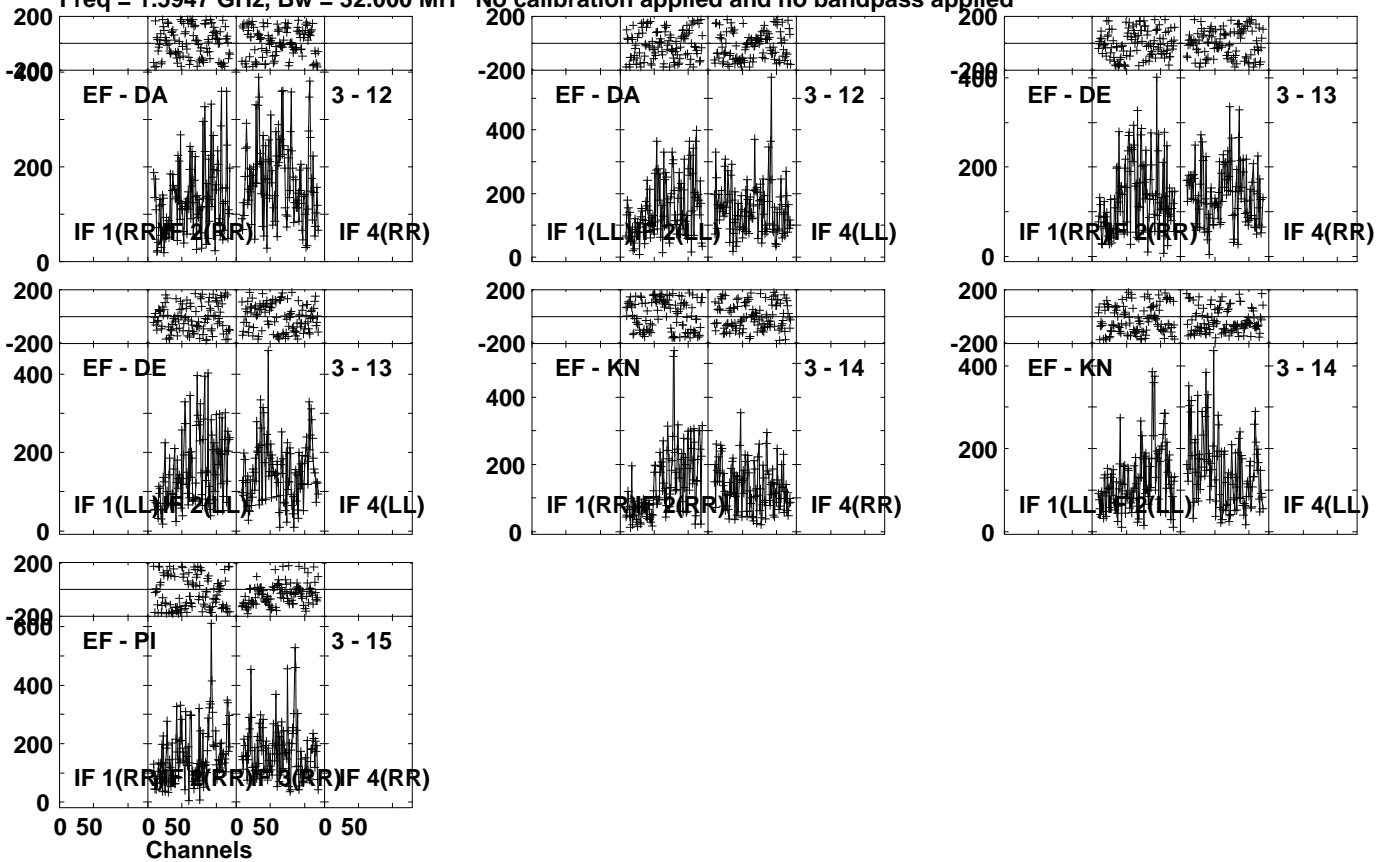 Freq = 1.5947 GHz, Bw = 32.000 MH No calibration applied and no bandpass applied
200 200 200
-200 -200 -200
400 EF - DA 3 - 12 EF - DA 3 - 12 400 EF - DE 3 - 13
400
200 200 200
IF 1(RR) IF 2(RR) IF 4(RR) IF 1(LL) IF 2(LL) IF 4(LL) IF 1(RR) IF 2(RR) IF 4(RR)
0 0 0
200 200 200
-200 -200 -200
400 EF - DE 3 - 13 EF - KN 3 - 14 400 EF - KN 3 - 14
400
200 200 200
IF 1(LL) IF 2(LL) IF 4(LL) IF 1(RR) IF 2(RR) IF 4(RR) IF 1(LL) IF 2(LL) IF 4(LL)
0 0 0
200
-200
600 EF - PI 3 - 15
400
200
IF 1(RR) IF 2(RR) IF 3(RR) IF 4(RR)
0
0 50 0 50 0 50 0 50
Channels